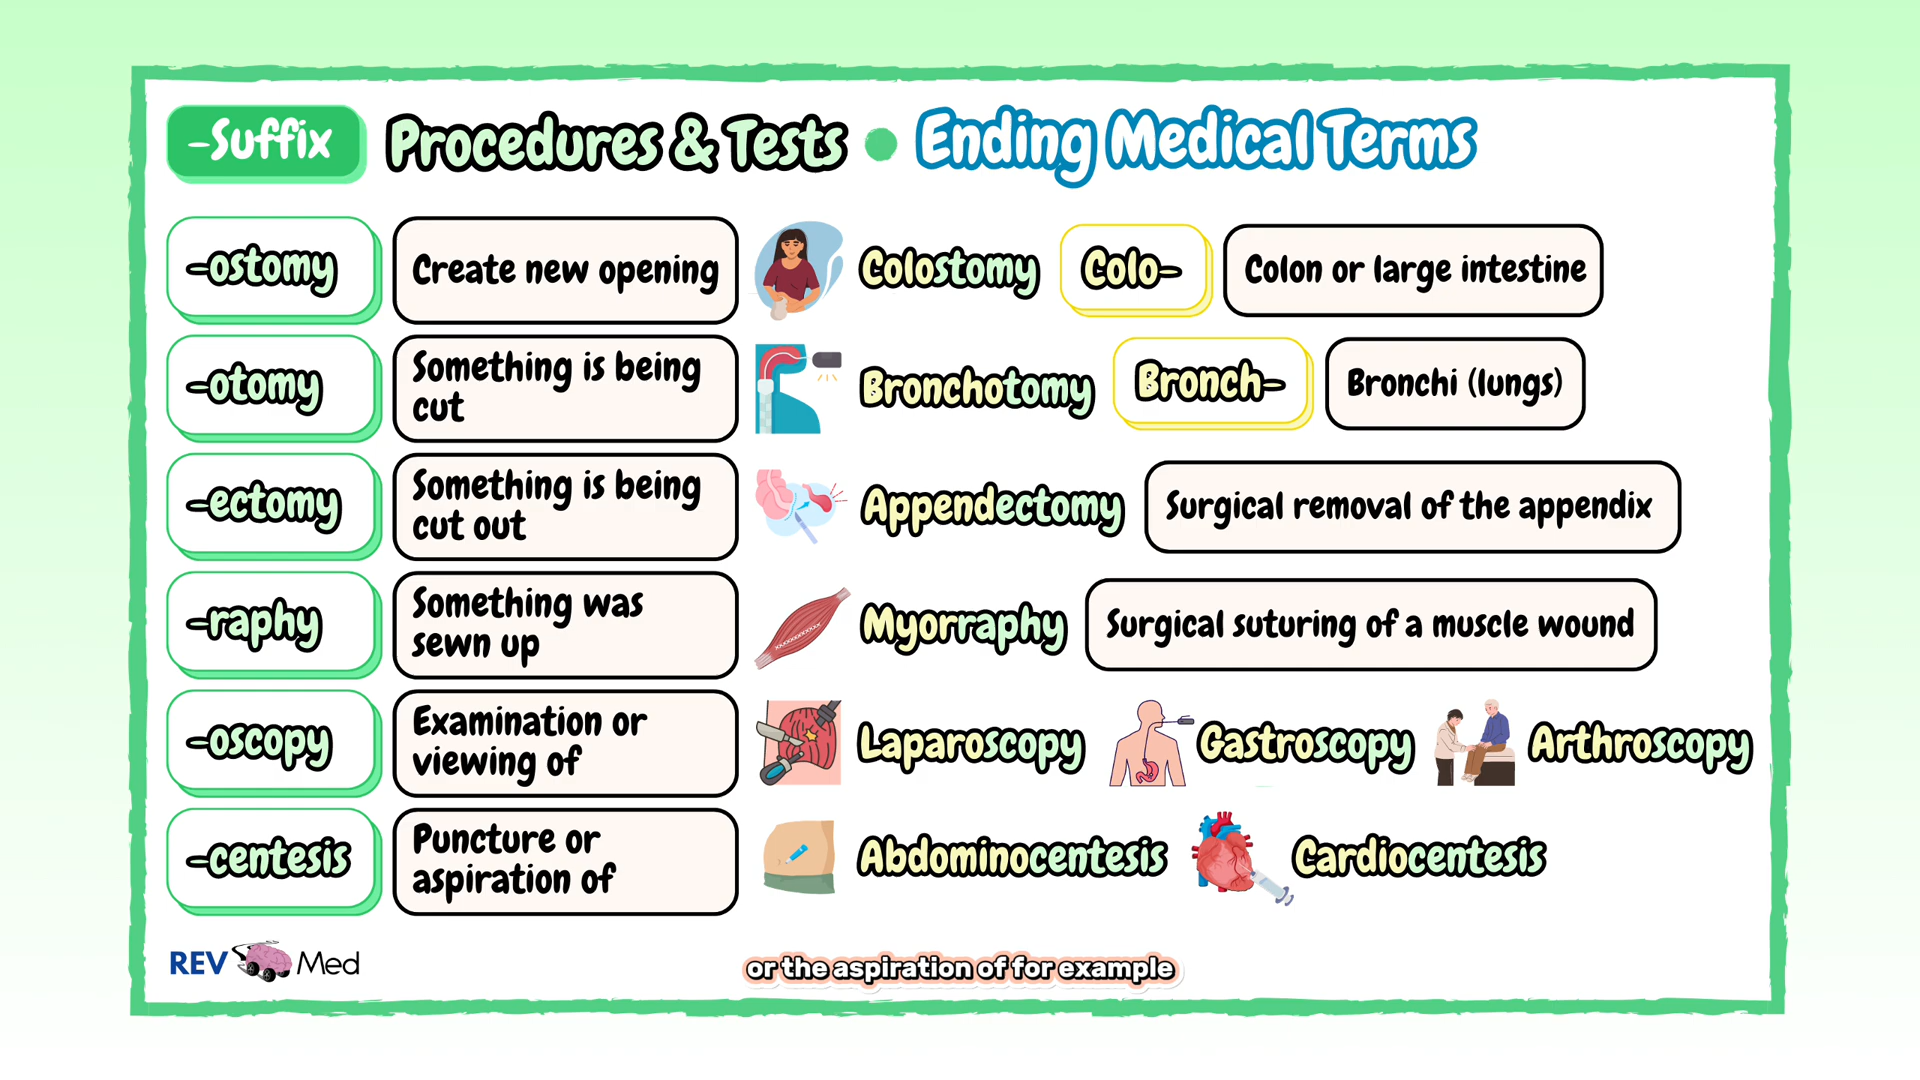 -Suffix Procedures & Tests • Ending Medical Terms
-ostomy
Create new opening
Colostomy
Colo-
Colon or large intestine
-otomy
Something is being
cut
Bronchotomy
Bronch-
Bronchi (lungs)
-ectomy
Something is being
cut out
Appendectomy
Surgical removal of the appendix
-raphy
Something was
sewn up
Myorraphy
Surgical suturing of a muscle wound
-oscopy
Examination or
viewing of
Laparoscopy
Gastroscopy
Arthroscopy
-centesis
Puncture or
aspiration of
Abdominocentesis
Cardiocentesis
REV Med
or the aspiration of for example